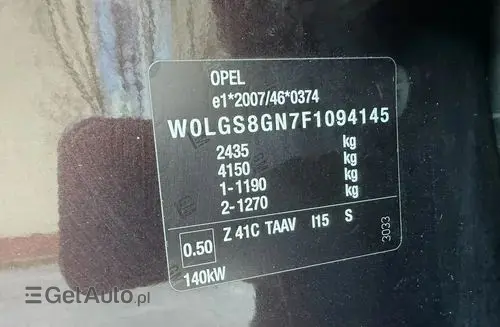 OPEL
e1*2007/46*0374
W0LGS8GN7F1094145
2435 kg
4150 kg
1-1190 kg
2-1270 kg
0.50 Z 41C TAAV I15 S
140kW
3033
GetAuto.pl